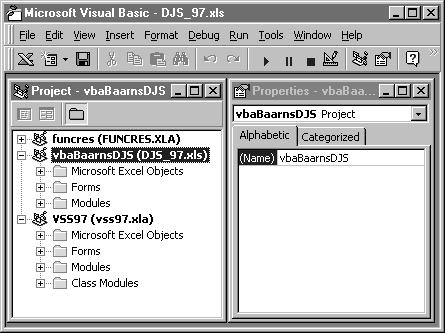 Microsoft Visual Basic - DJS_97.xls
File Edit View Insert Format Debug Run Tools Window Help
Project - vbaBaarnsDJS
funcres (FUNCRES.XLA)
vbaBaarnsDJS (DJS_97.xls)
Microsoft Excel Objects
Forms
Modules
VSS97 (vss97.xla)
Microsoft Excel Objects
Forms
Modules
Class Modules
Properties - vbaBaa...
vbaBaarnsDJS Project
Alphabetic Categorized
(Name) vbaBaarnsDJS